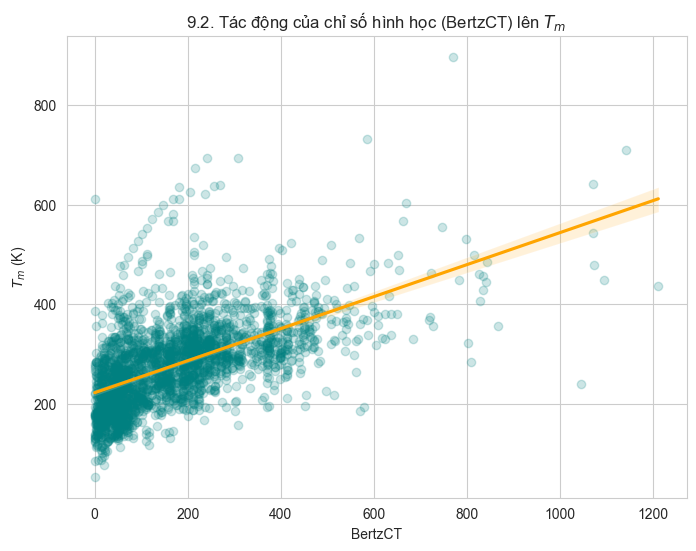 9.2. Tác động của chỉ số hình học (BertzCT) lên $T_m$
800
600
400
200
$T_m$ (K)
0 200 400 600 800 1000 1200
BertzCT